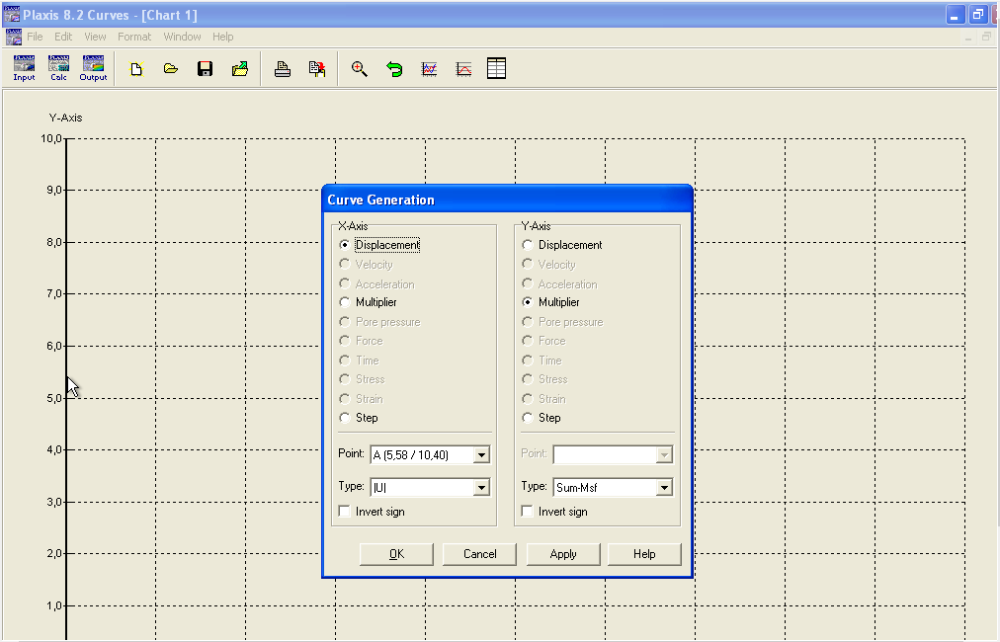 Plaxis 8.2 Curves - [Chart 1]
File Edit View Format Window Help
Input Calc Output
Y-Axis
10,0
9,0
8,0
7,0
6,0
5,0
4,0
3,0
2,0
1,0
Curve Generation
X-Axis
Displacement
Velocity
Acceleration
Multiplier
Pore pressure
Force
Time
Stress
Strain
Step
Point: A (5,58 / 10,40)
Type: |U|
Invert sign
Y-Axis
Displacement
Velocity
Acceleration
Multiplier
Pore pressure
Force
Time
Stress
Strain
Step
Point:
Type: Sum-Msf
Invert sign
OK Cancel Apply Help